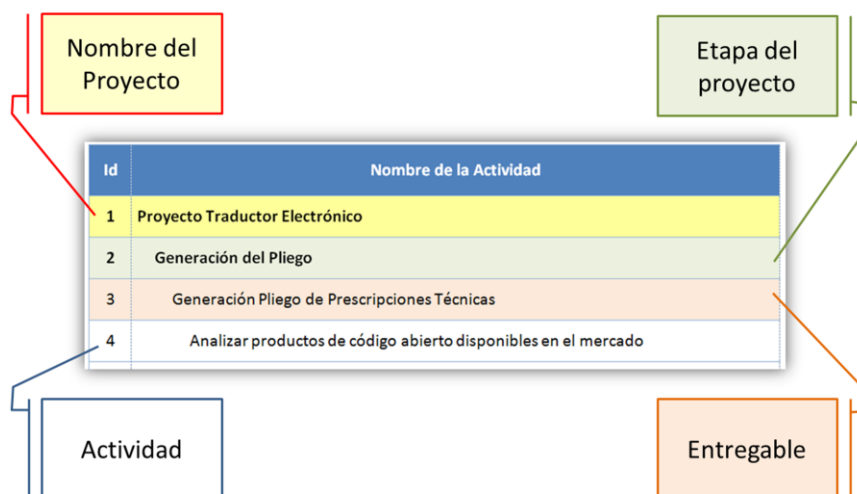 Nombre del
Proyecto
Etapa del
proyecto
Id Nombre de la Actividad
1 Proyecto Traductor Electrónico
2 Generación del Pliego
3 Generación Pliego de Prescripciones Técnicas
4 Analizar productos de código abierto disponibles en el mercado
Actividad
Entregable